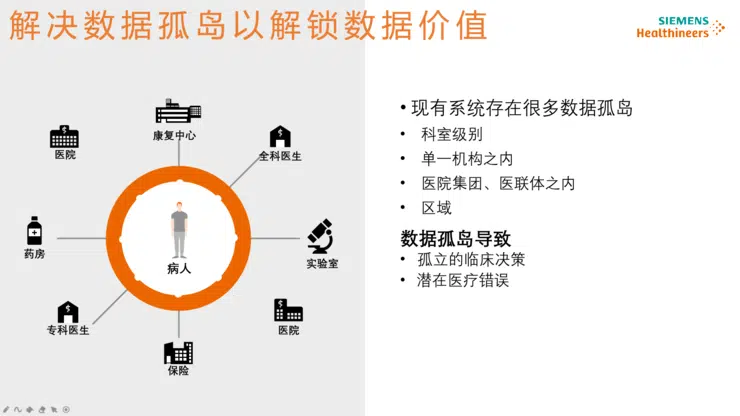 解决数据孤岛以解锁数据价值
SIEMENS
Healthineers
康复中心
医院
全科医生
药房
病人
实验室
专科医生
医院
保险
• 现有系统存在很多数据孤岛
• 科室级别
• 单一机构之内
• 医院集团、医联体之内
• 区域
数据孤岛导致
• 孤立的临床决策
• 潜在医疗错误